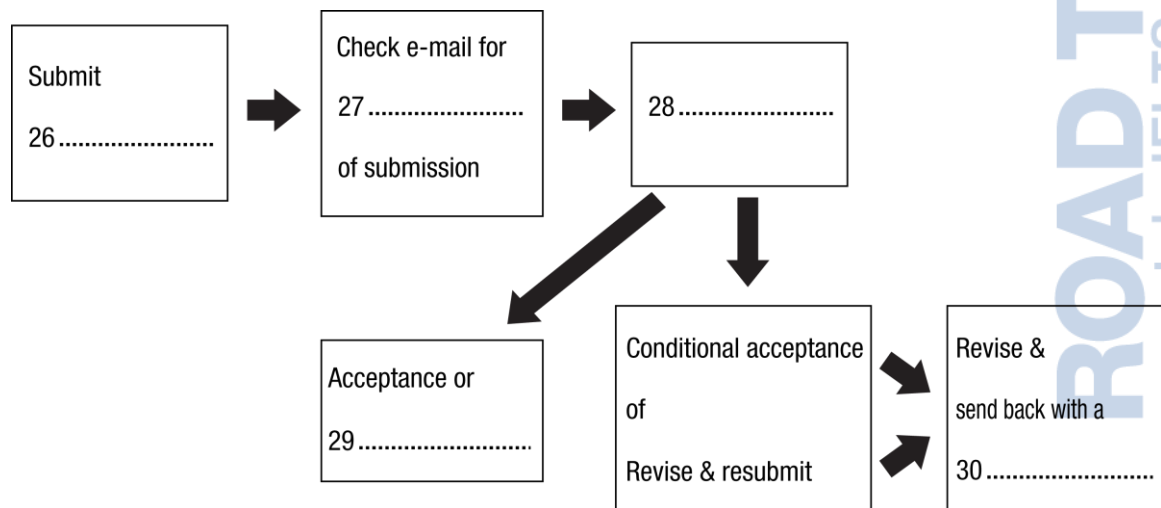 Submit
26 ........................
Check e-mail for
27 ........................
of submission
28 ........................
Acceptance or
29 ...........................
Conditional acceptance
of
Revise & resubmit
Revise &
send back with a
30 ...........................
ROAD T
IELTS